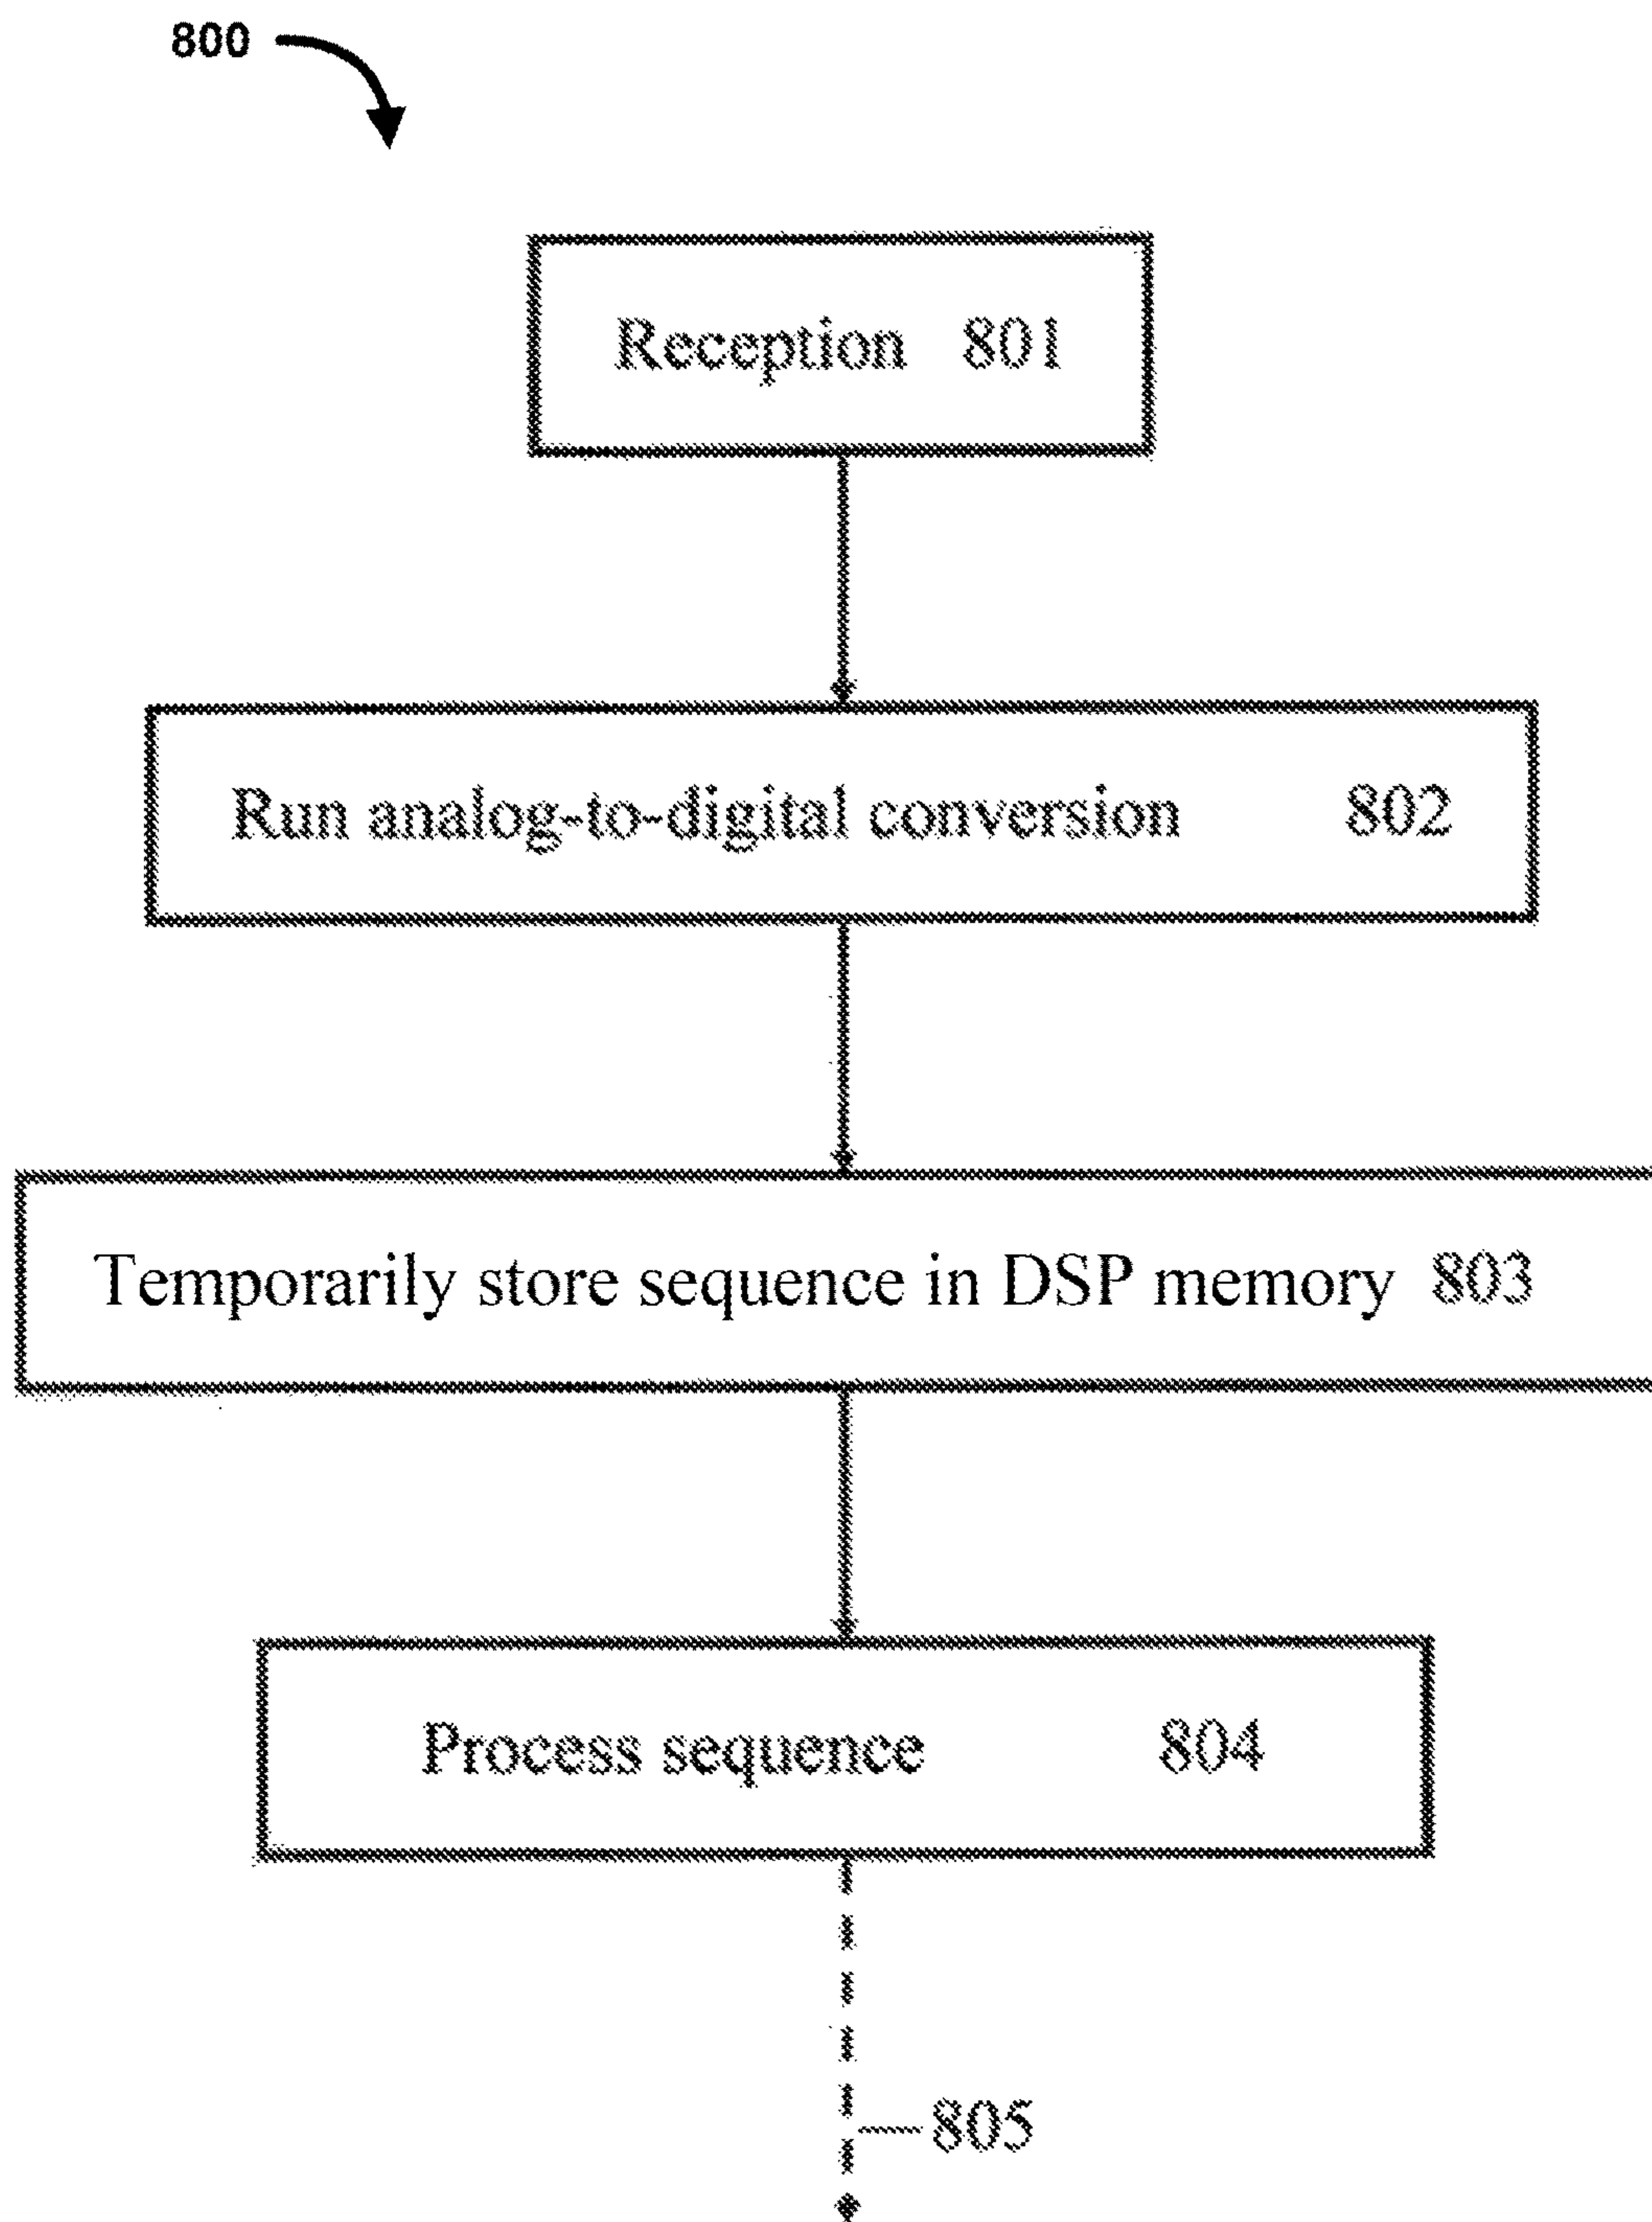 800
Reception 801
Run analog-to-digital conversion 802
Temporarily store sequence in DSP memory 803
Process sequence 804
805